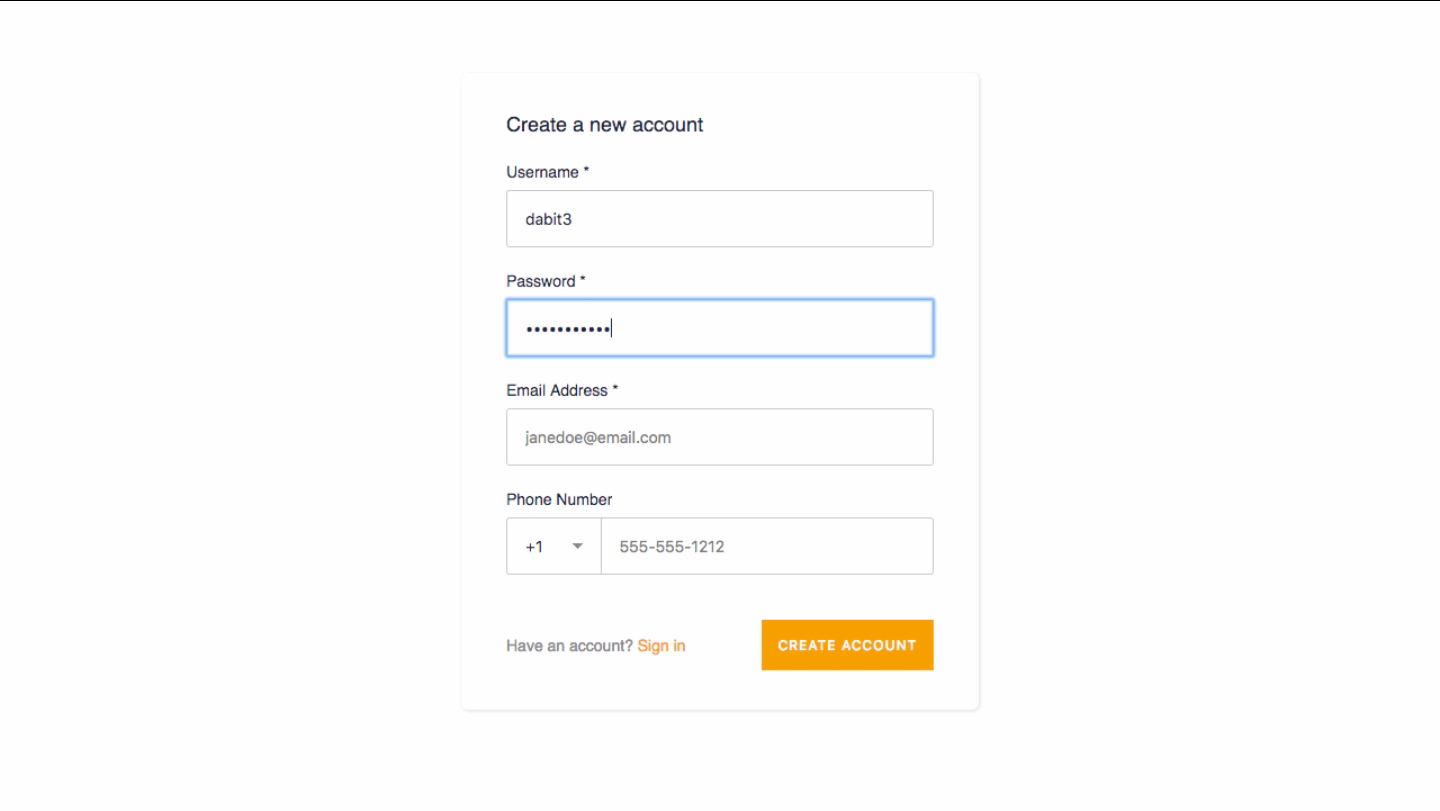 Create a new account
Username *
dabit3
Password *
•••••••••••
Email Address *
janedoe@email.com
Phone Number
+1 555-555-1212
Have an account? Sign in CREATE ACCOUNT